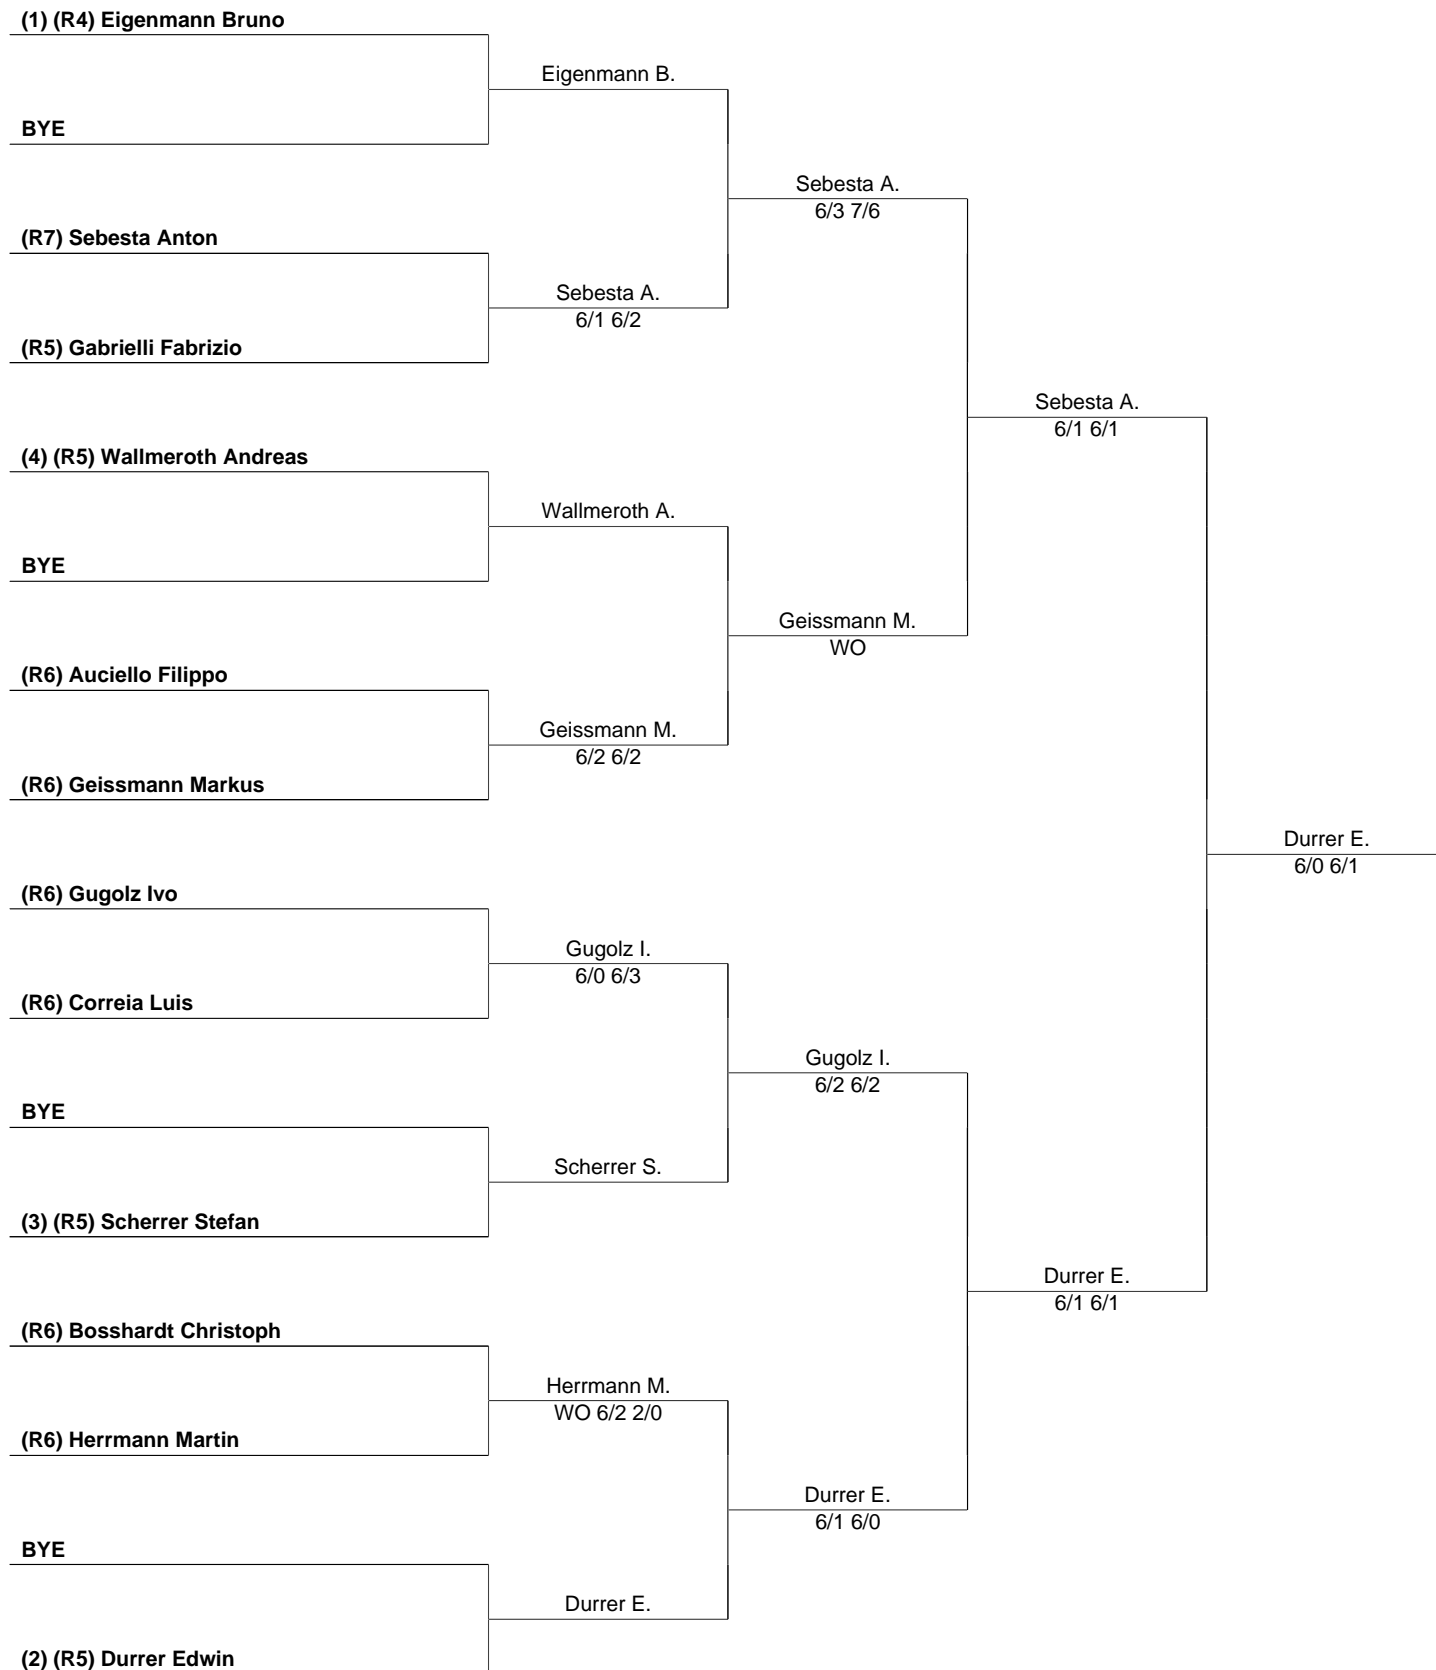 (1) (R4) Eigenmann Bruno
Eigenmann B.
BYE
Sebesta A.
6/3 7/6
(R7) Sebesta Anton
Sebesta A.
6/1 6/2
(R5) Gabrielli Fabrizio
Sebesta A.
6/1 6/1
(4) (R5) Wallmeroth Andreas
Wallmeroth A.
BYE
Geissmann M.
WO
(R6) Auciello Filippo
Geissmann M.
6/2 6/2
(R6) Geissmann Markus
Durrer E.
6/0 6/1
(R6) Gugolz Ivo
Gugolz I.
6/0 6/3
(R6) Correia Luis
Gugolz I.
6/2 6/2
BYE
Scherrer S.
(3) (R5) Scherrer Stefan
Durrer E.
6/1 6/1
(R6) Bosshardt Christoph
Herrmann M.
WO 6/2 2/0
(R6) Herrmann Martin
Durrer E.
6/1 6/0
BYE
Durrer E.
(2) (R5) Durrer Edwin